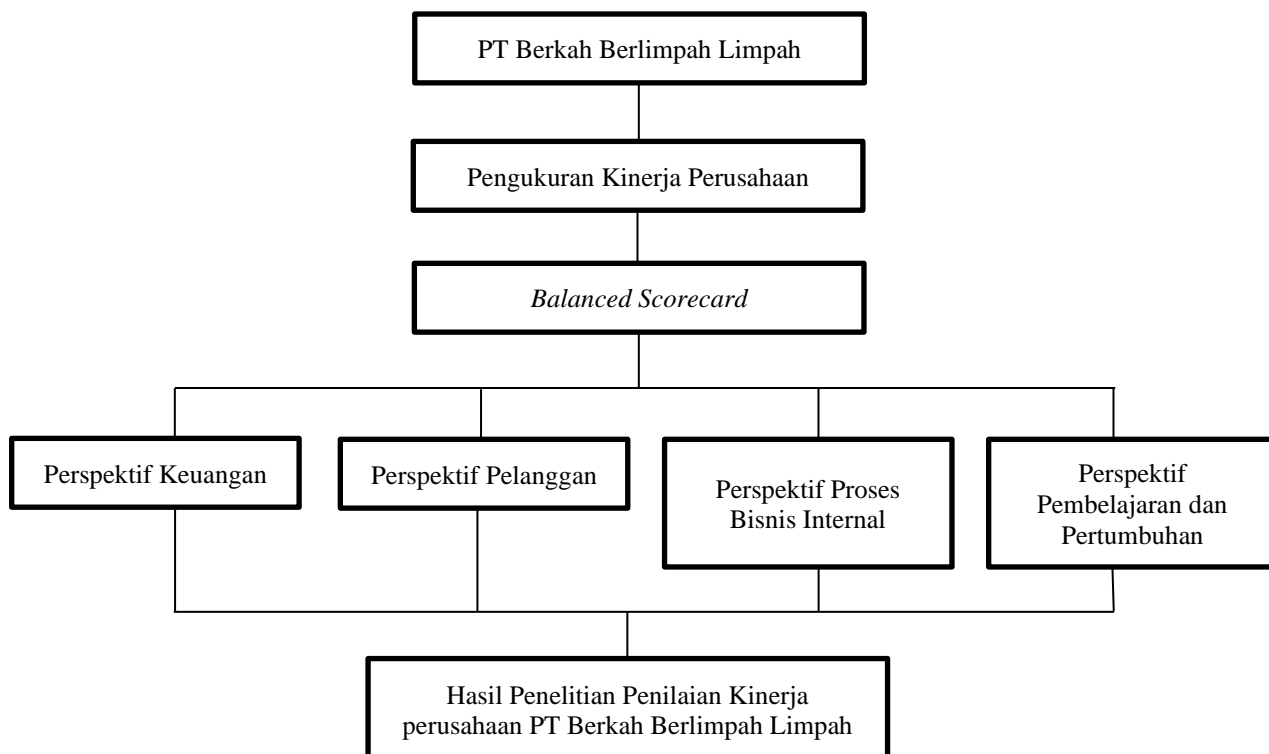 PT Berkah Berlimpah Limpah
Pengukuran Kinerja Perusahaan
Balanced Scorecard
Perspektif Keuangan
Perspektif Pelanggan
Perspektif Proses
Bisnis Internal
Perspektif
Pembelajaran dan
Pertumbuhan
Hasil Penelitian Penilaian Kinerja
perusahaan PT Berkah Berlimpah Limpah